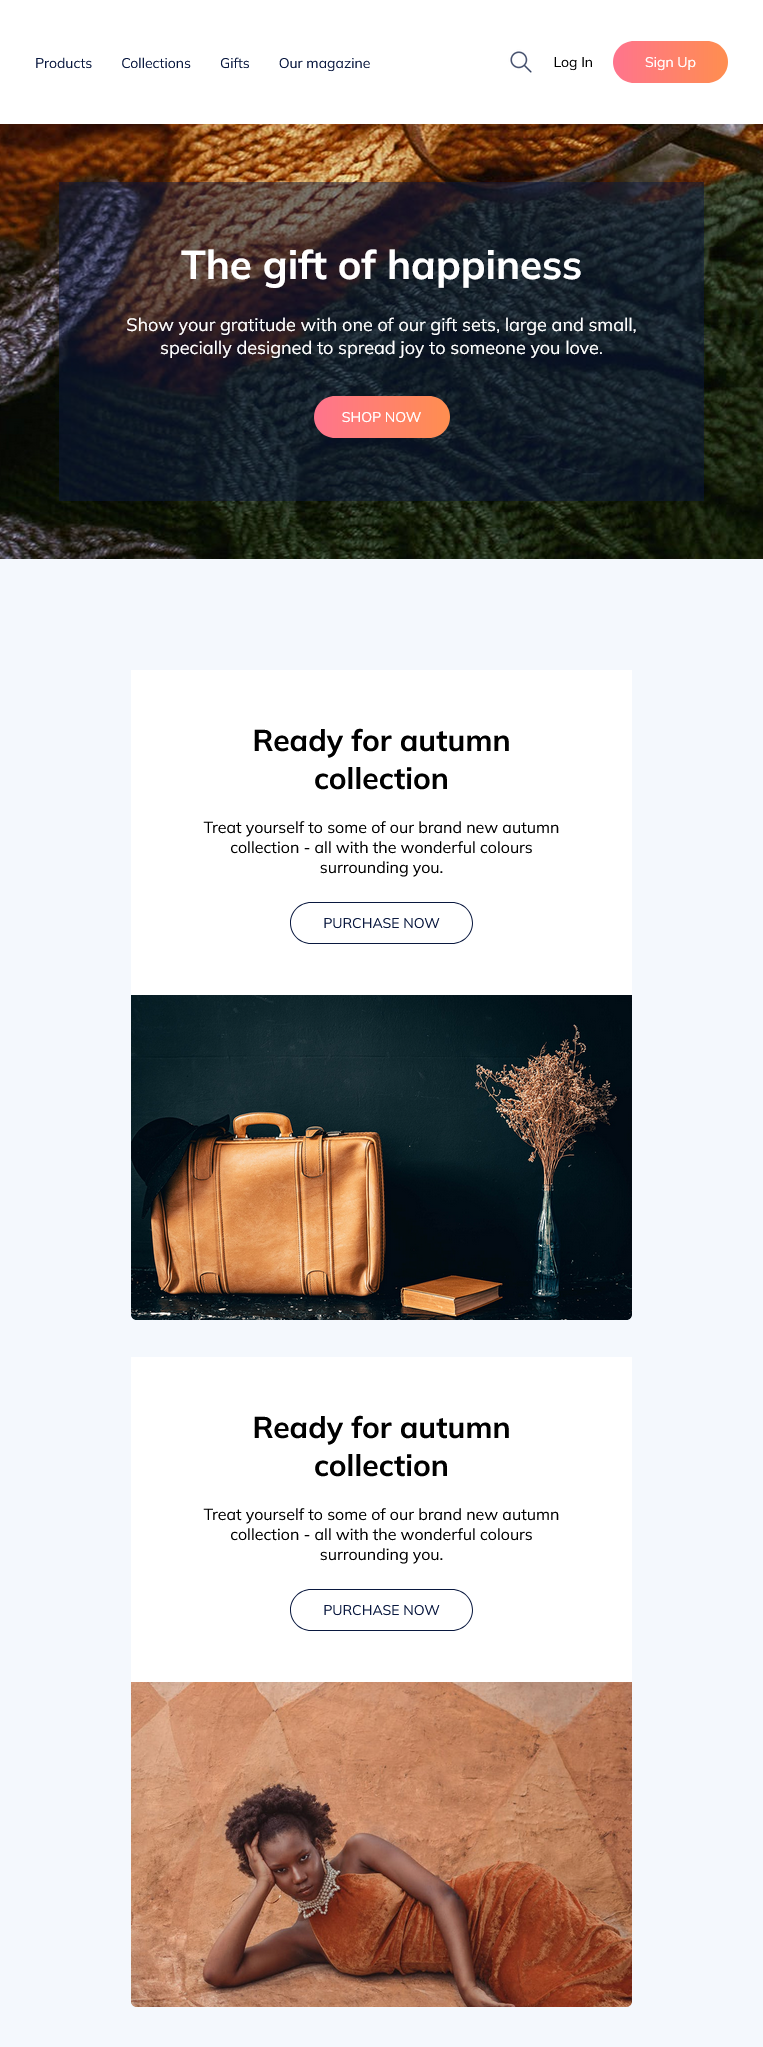 Products Collections Gifts Our magazine Log In Sign Up
The gift of happiness
Show your gratitude with one of our gift sets, large and small,
specially designed to spread joy to someone you love.
SHOP NOW
Ready for autumn
collection
Treat yourself to some of our brand new autumn
collection - all with the wonderful colours
surrounding you.
PURCHASE NOW
Ready for autumn
collection
Treat yourself to some of our brand new autumn
collection - all with the wonderful colours
surrounding you.
PURCHASE NOW